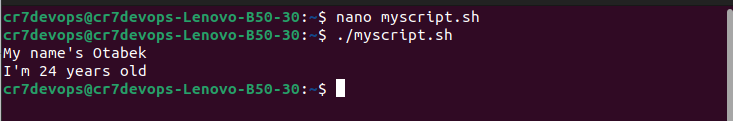 cr7devops@cr7devops-Lenovo-B50-30:~$ nano myscript.sh
cr7devops@cr7devops-Lenovo-B50-30:~$ ./myscript.sh
My name's Otabek
I'm 24 years old
cr7devops@cr7devops-Lenovo-B50-30:~$